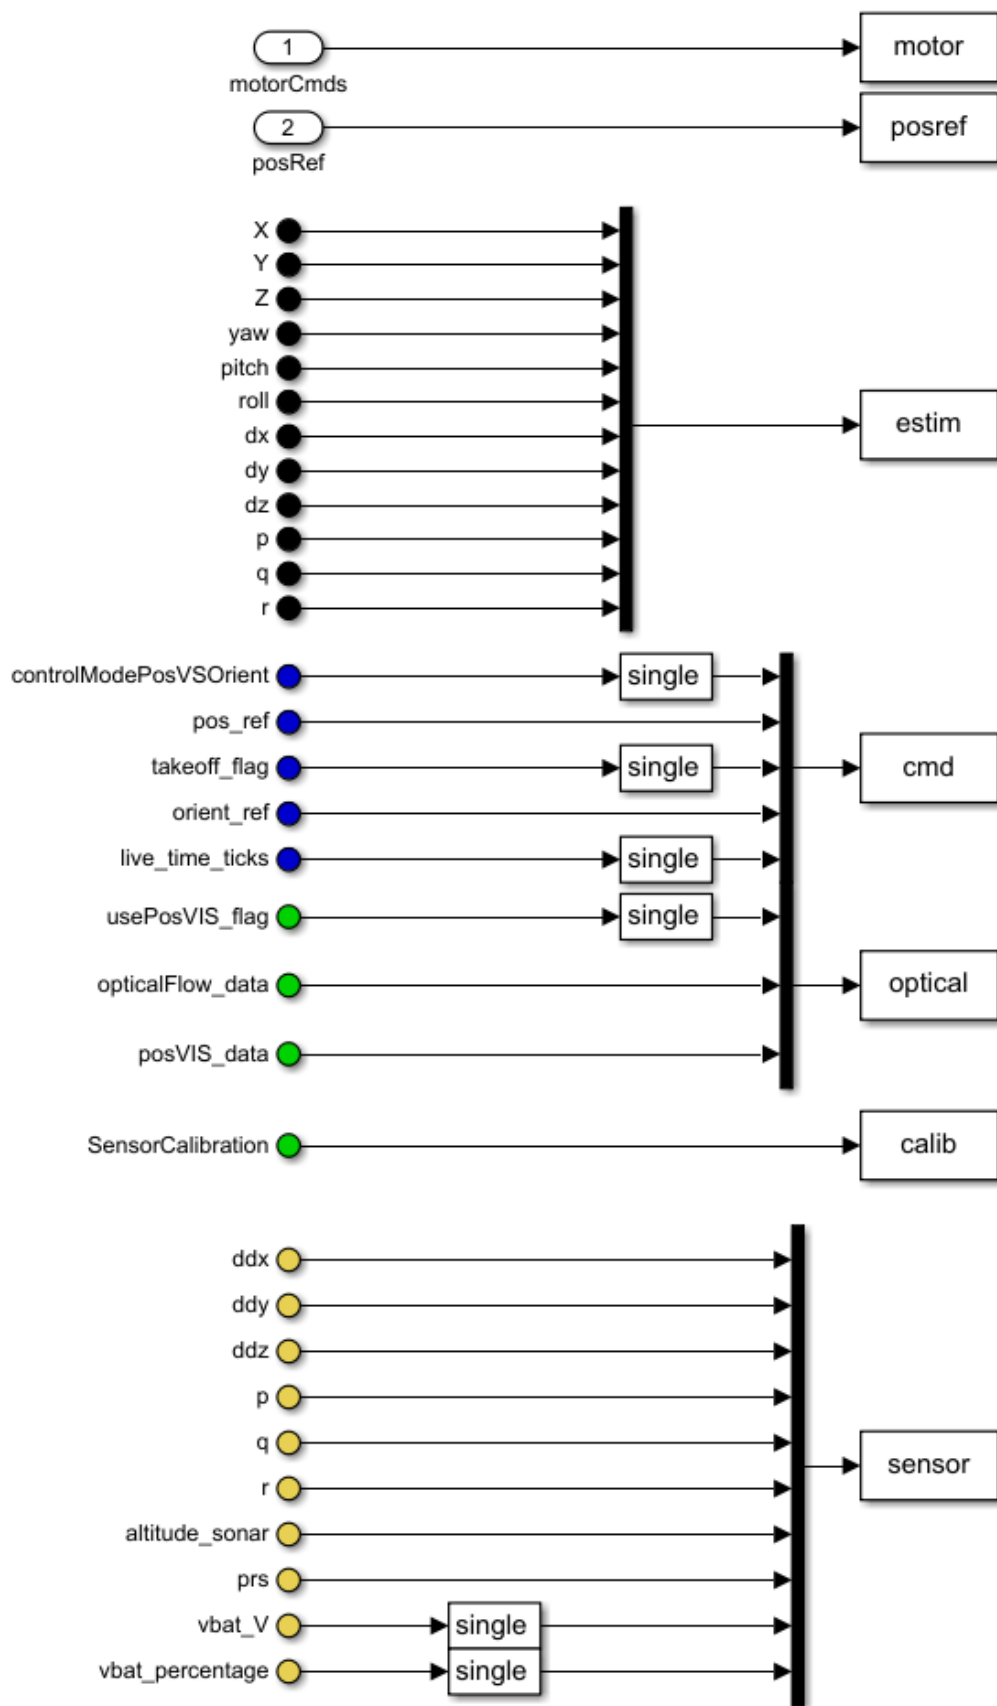 1
motor
motorCmds
2
posref
posRef
X
Y
Z
yaw
pitch
roll
dx
estim
dy
dz
p
q
r
controlModePosVSOrient
single
pos_ref
takeoff_flag
single
cmd
orient_ref
live_time_ticks
single
usePosVIS_flag
single
opticalFlow_data
optical
posVIS_data
SensorCalibration
calib
ddx
ddy
ddz
p
q
sensor
r
altitude_sonar
prs
vbat_V
single
vbat_percentage
single